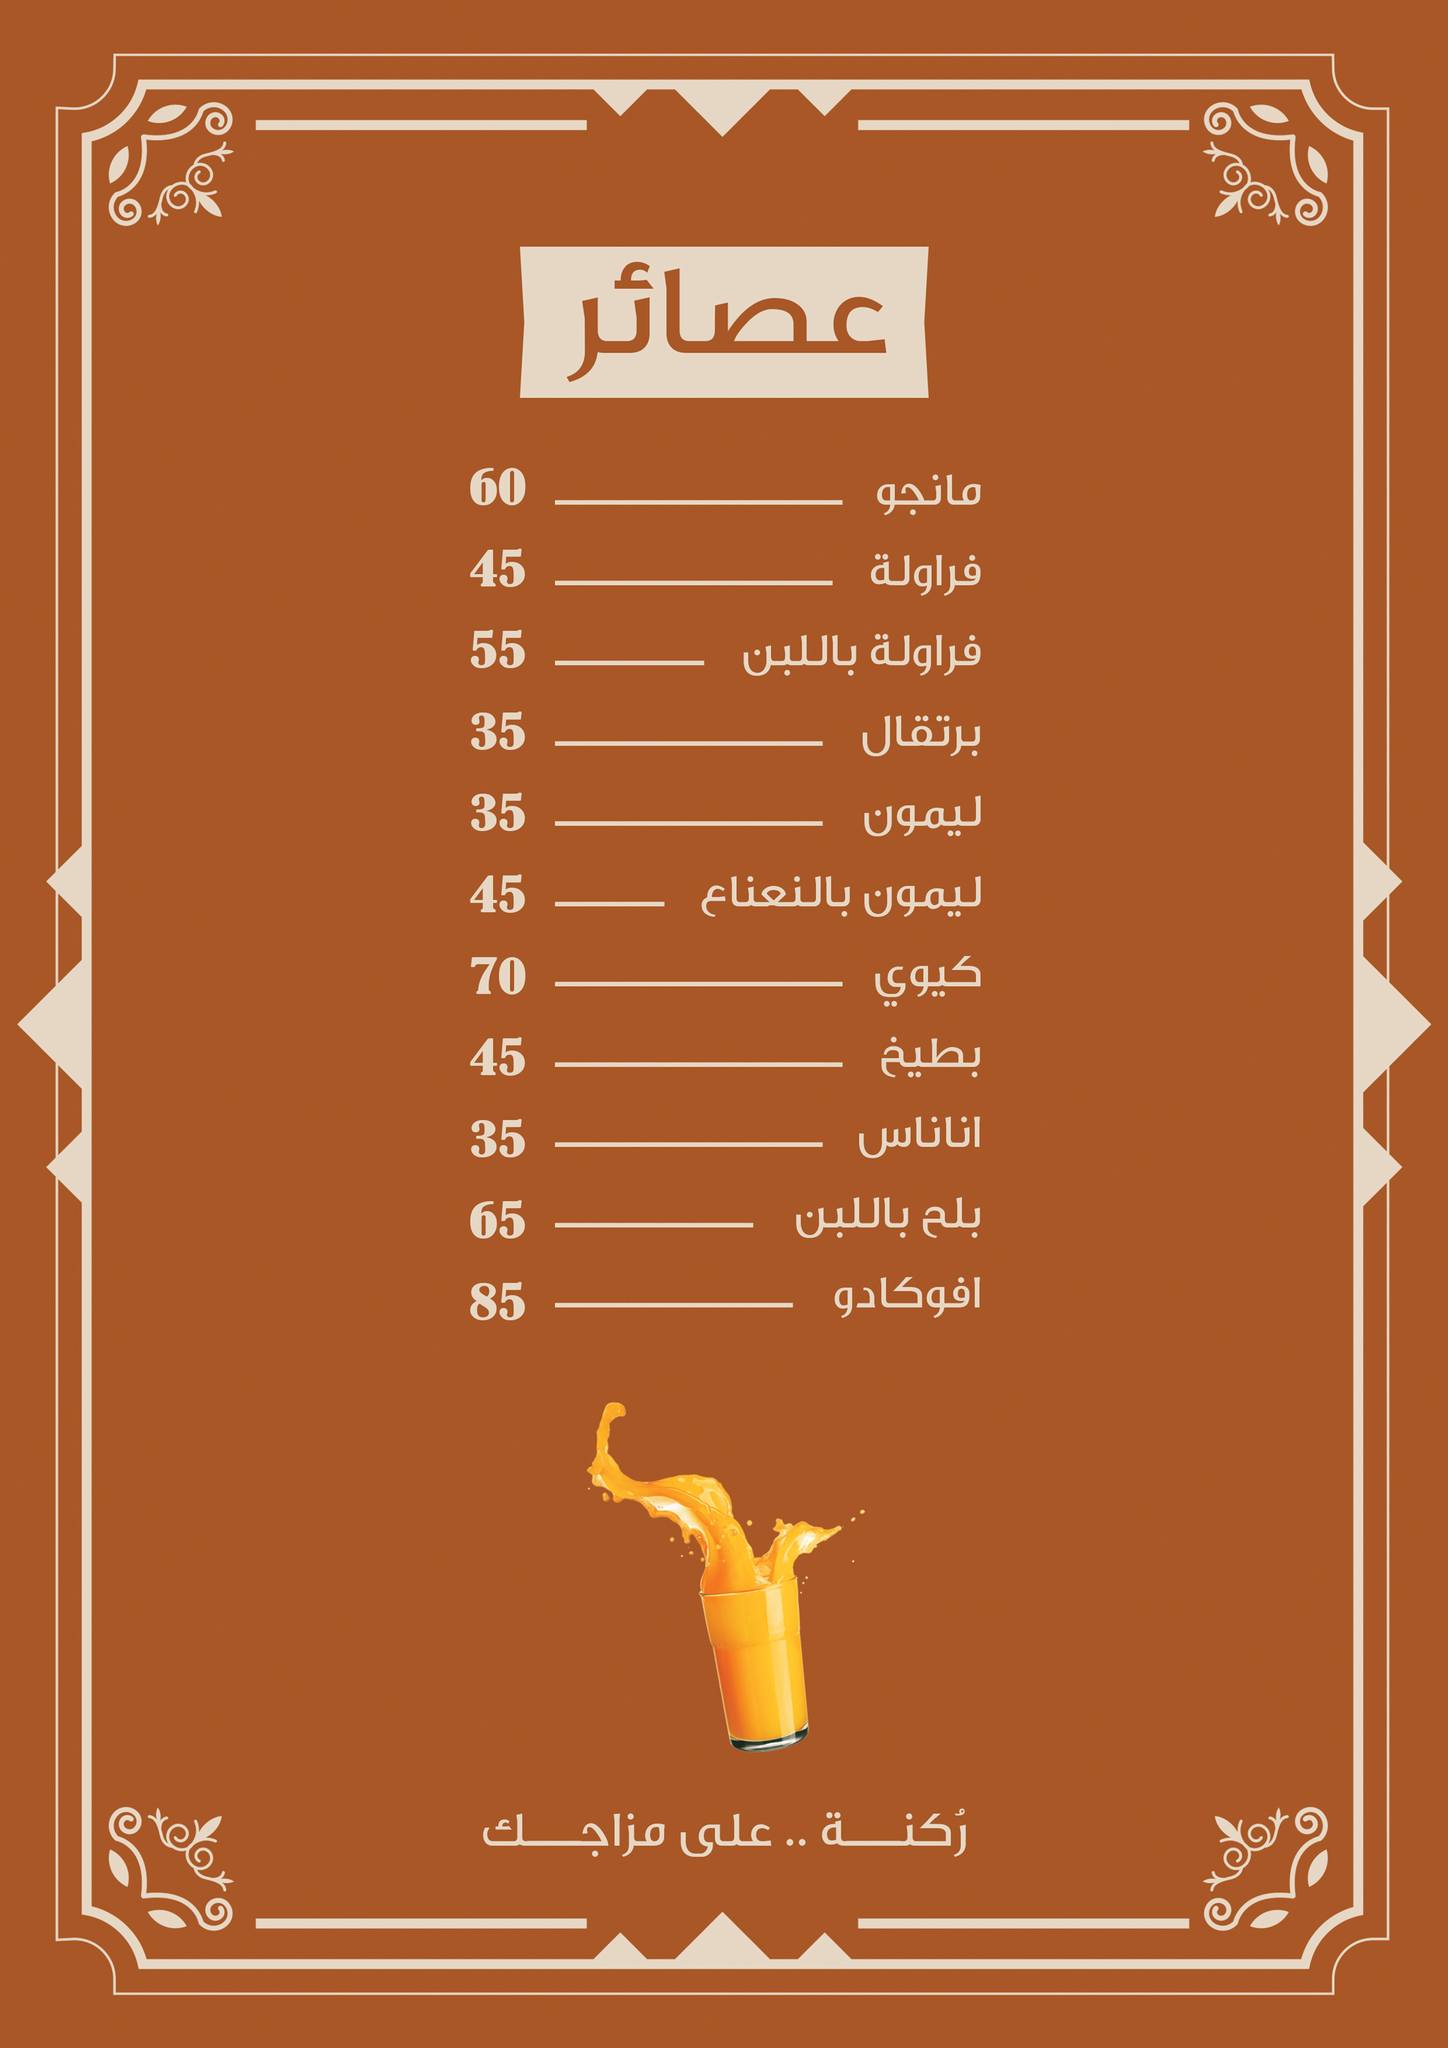 عصائر
مانجو 60
فراولة 45
فراولة باللبن 55
برتقال 35
ليمون 35
ليمون بالنعناع 45
كيوي 70
بطيخ 45
اناناس 35
بلح باللبن 65
افوكادو 85
رُكنـــة .. على مزاجـــك